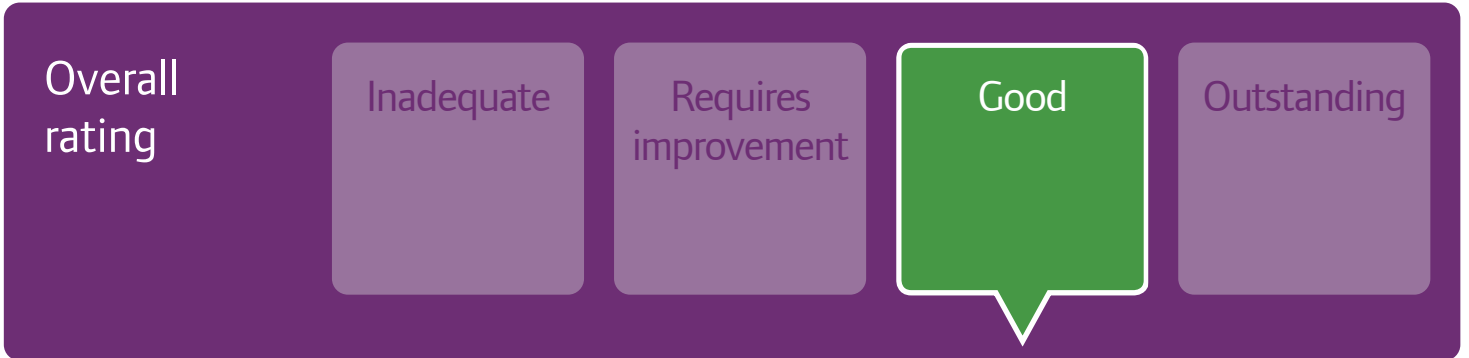 Overall
rating
Inadequate
Requires
improvement
Good
Outstanding